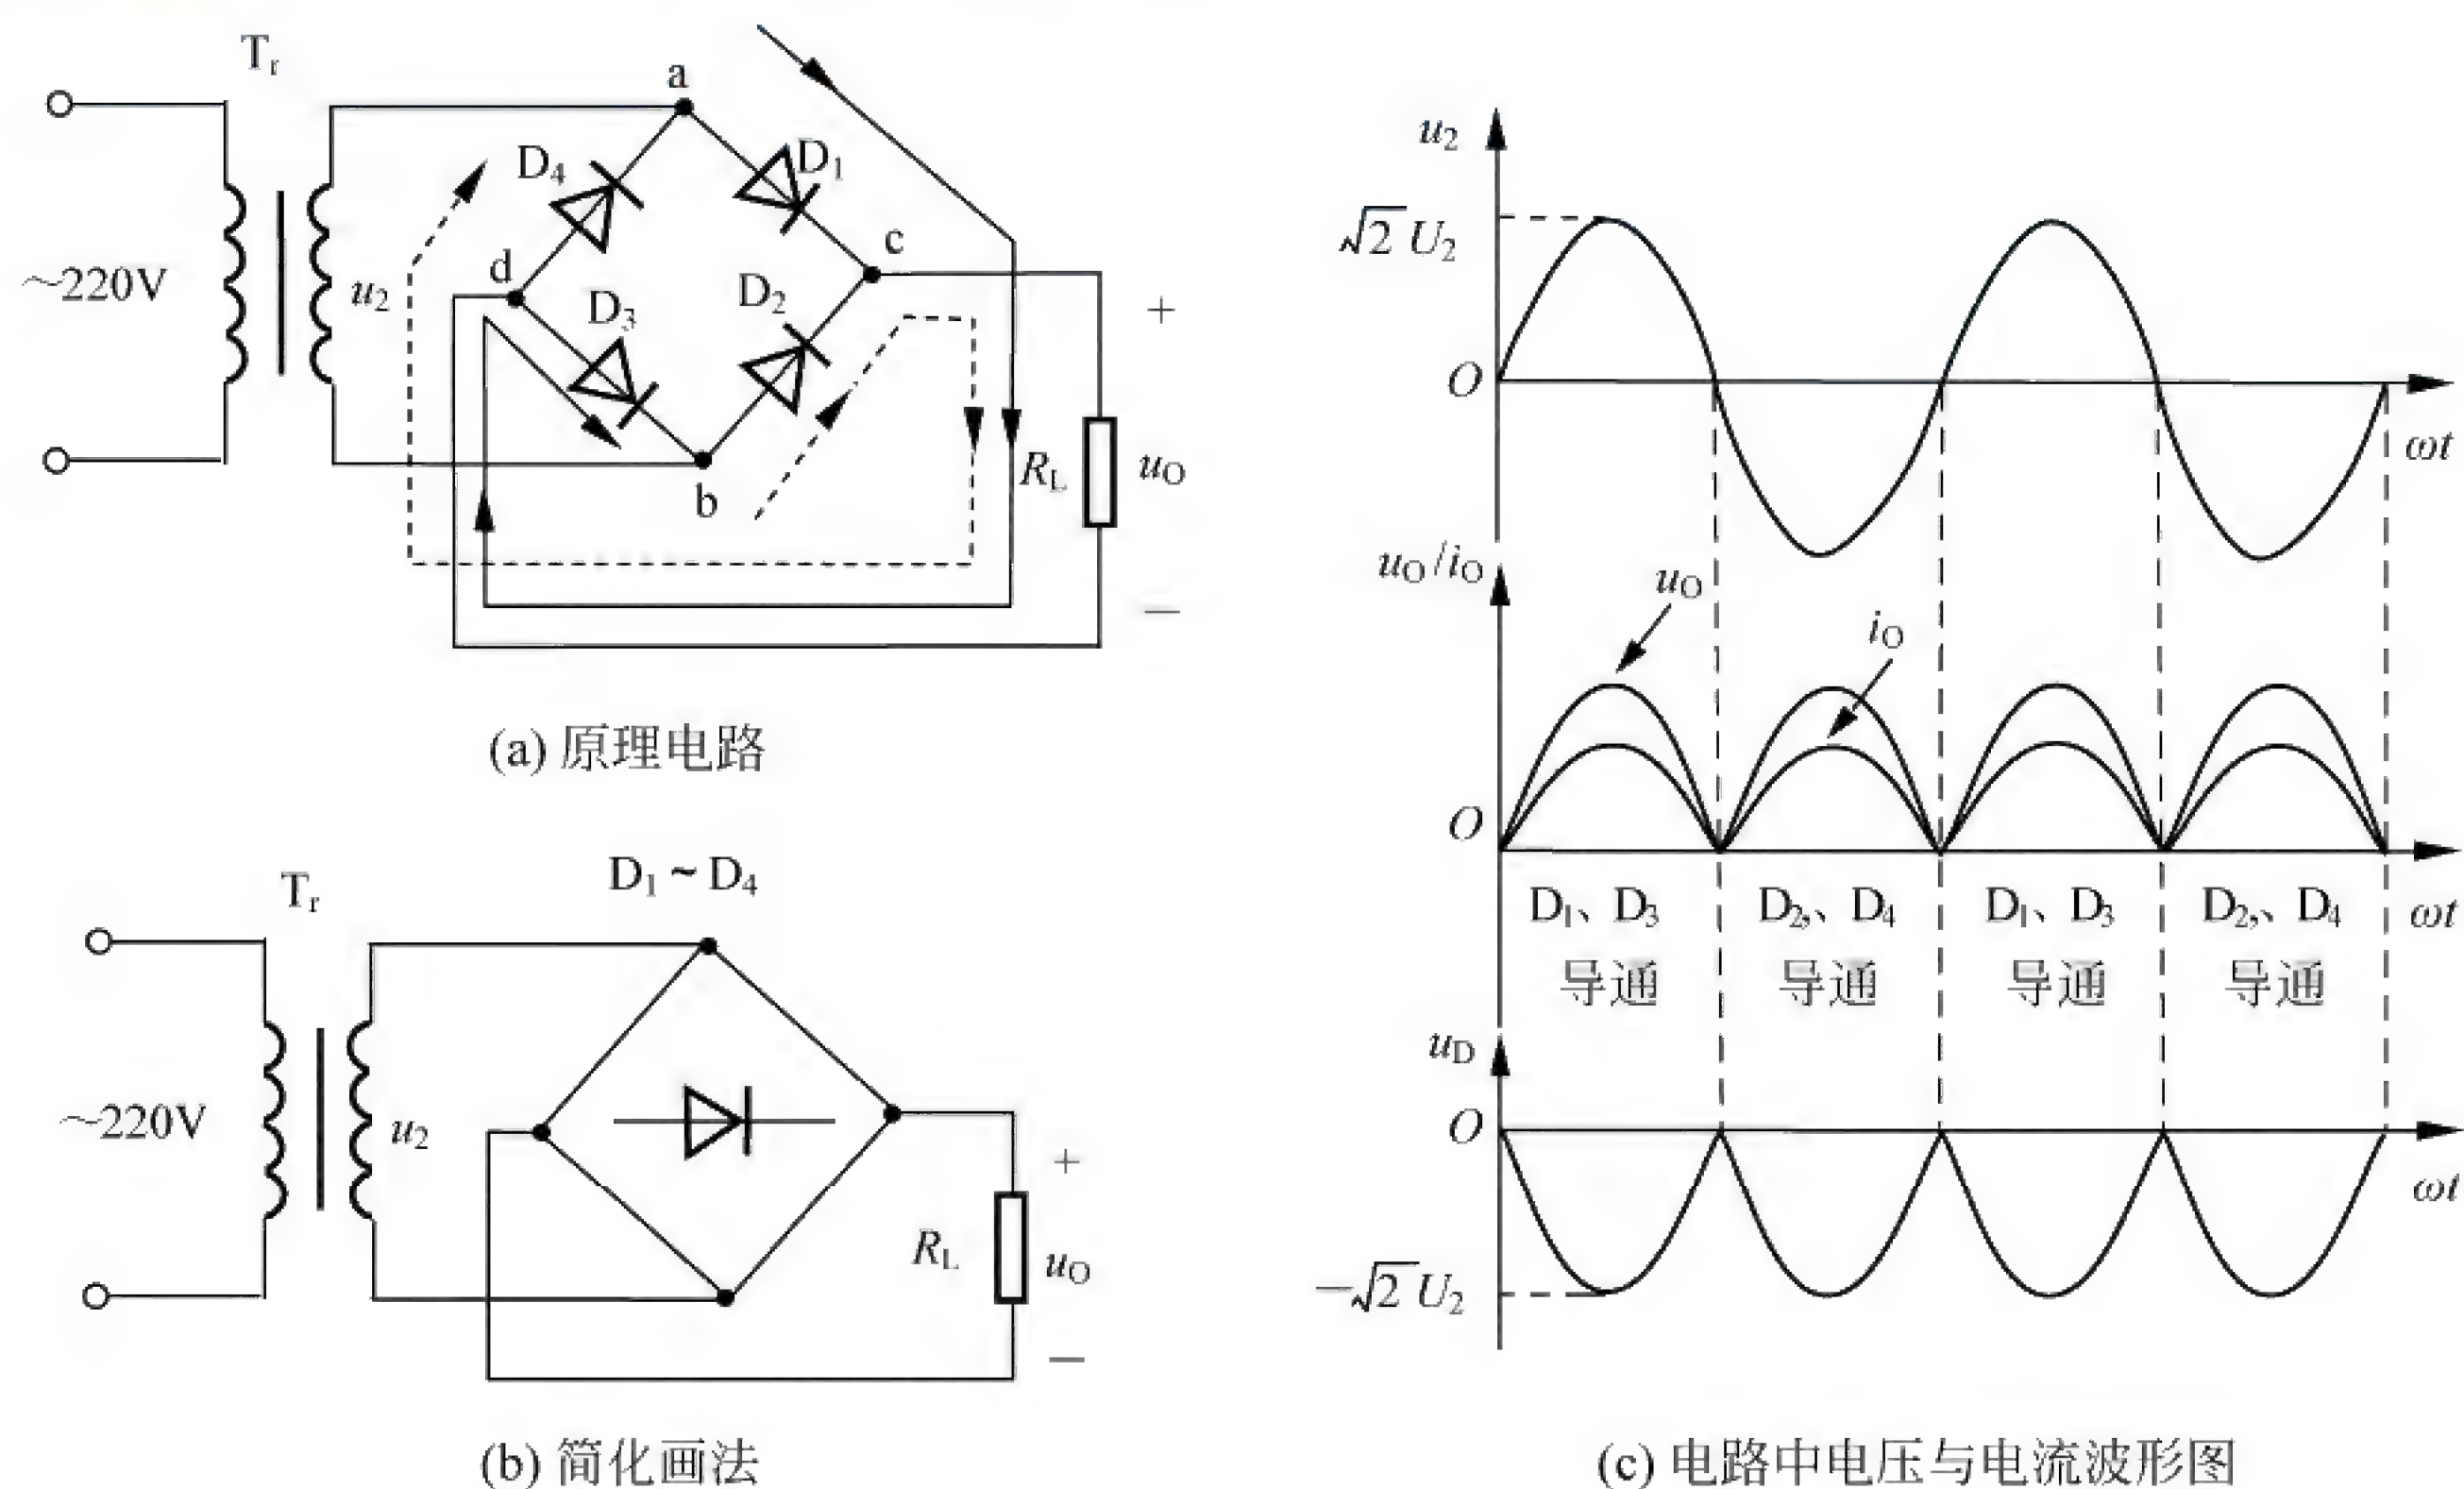 Tr
a
D4
D1
c
d
~220V
u2
D3
D2
+
RL
uO
b
—
(a) 原理电路
D1 ~ D4
Tr
~220V
u2
+
RL
uO
—
(b) 简化画法
u2
√2 U2
O
ωt
uO/iO
uO
iO
O
D1、D3 D2、D4 D1、D3 D2、D4
ωt
导通 导通 导通 导通
uD
O
ωt
−√2 U2
(c) 电路中电压与电流波形图